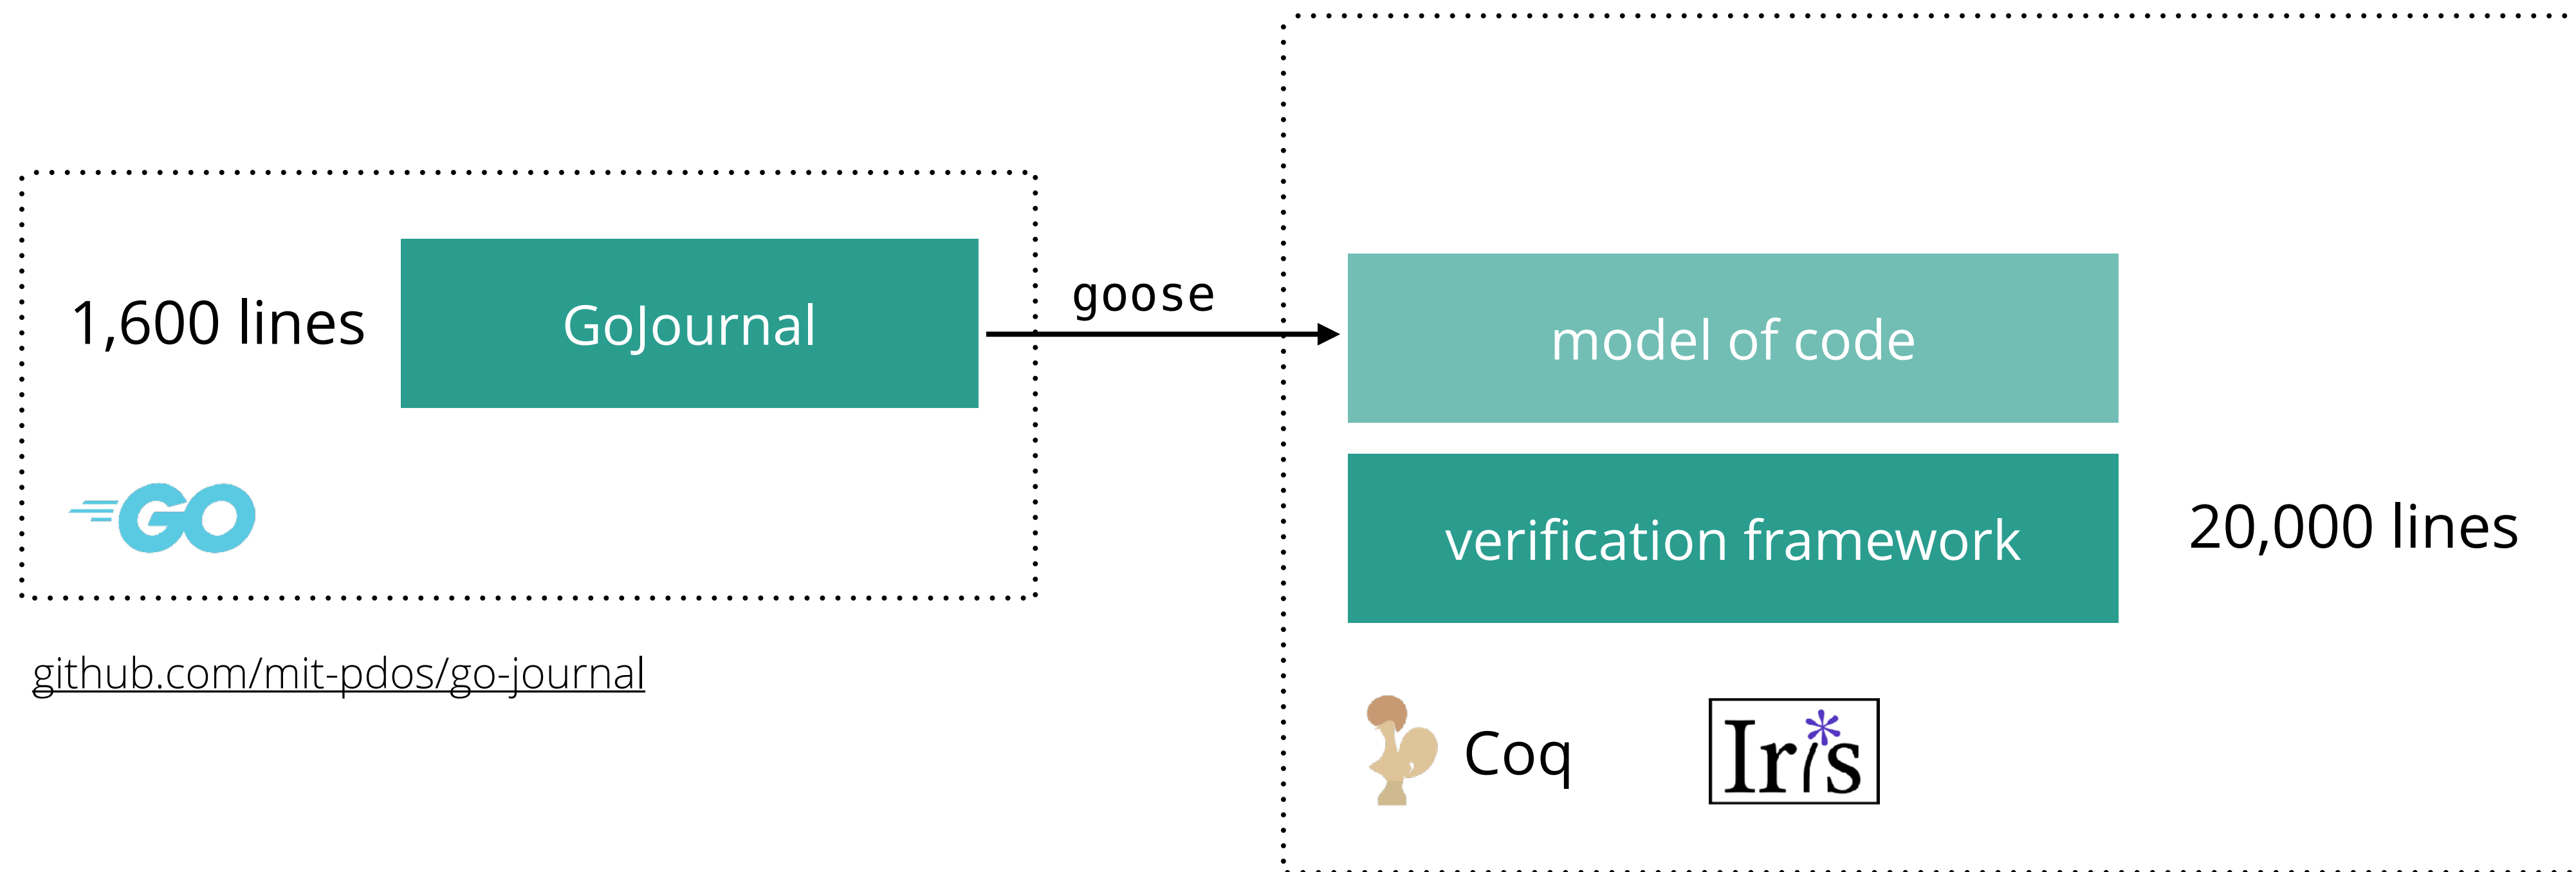 1,600 lines
GoJournal
GO
github.com/mit-pdos/go-journal
goose
model of code
verification framework
20,000 lines
Coq
Iris